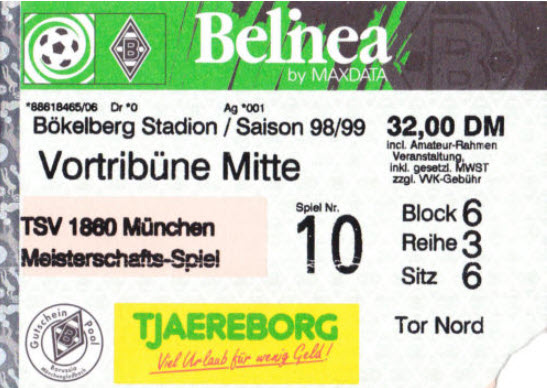 Belinea
by MAXDATA
*88618465/06 Dr *0 Ag *001
Bökelberg Stadion / Saison 98/99
32,00 DM
incl. Amateur-Rahmen
Veranstaltung,
inkl. gesetzl. MWST
zzgl. VVK-Gebühr
Vortribüne Mitte
TSV 1860 München
Meisterschafts-Spiel
Spiel Nr.
10
Block 6
Reihe 3
Sitz 6
Gutschein Pool
Borussia
Mönchengladbach
TJAEREBORG
Viel Urlaub für wenig Geld!
Tor Nord